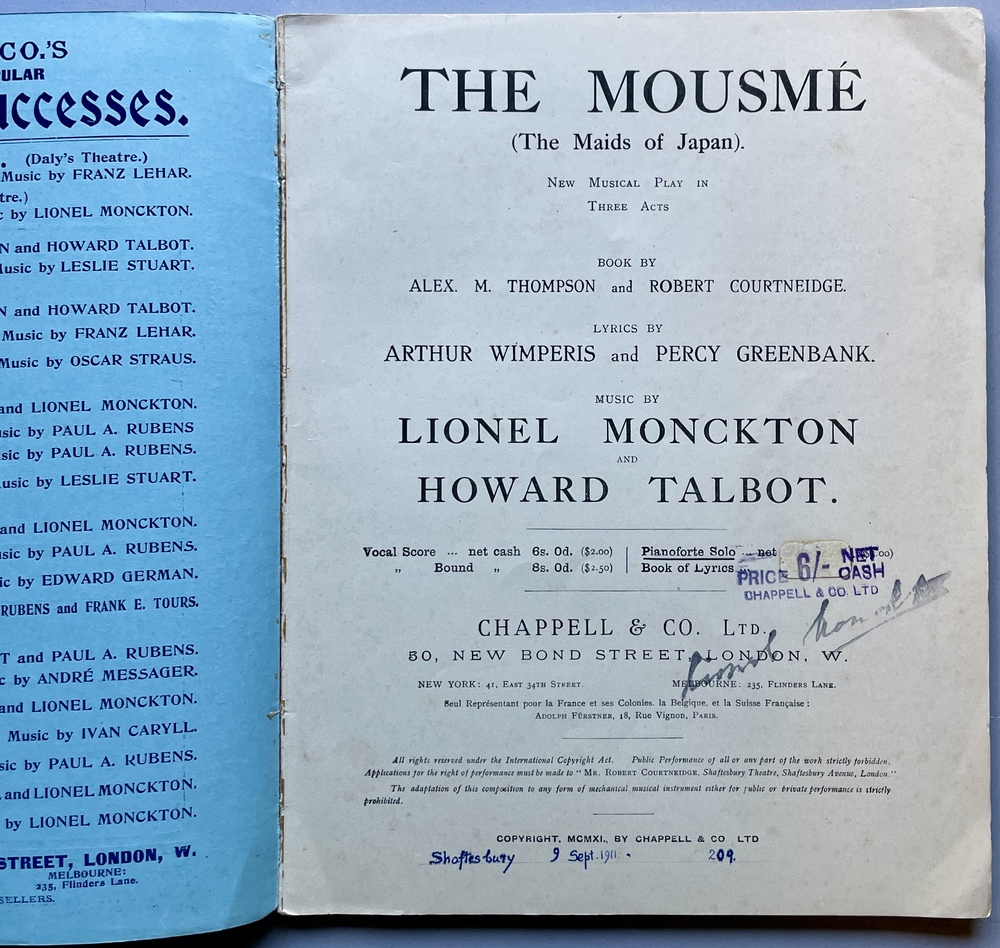 CO.'S
ULAR
uccesses.
. (Daly's Theatre.)
Music by FRANZ LEHAR.
tre.)
c by LIONEL MONCKTON.
N and HOWARD TALBOT.
Music by LESLIE STUART.
N and HOWARD TALBOT.
Music by FRANZ LEHAR.
Music by OSCAR STRAUS.
and LIONEL MONCKTON.
sic by PAUL A. RUBENS
sic by PAUL A. RUBENS.
usic by LESLIE STUART.
and LIONEL MONCKTON.
sic by PAUL A. RUBENS.
ic by EDWARD GERMAN.
RUBENS and FRANK E. TOURS.
T and PAUL A. RUBENS.
c by ANDRÉ MESSAGER.
and LIONEL MONCKTON.
Music by IVAN CARYLL.
sic by PAUL A. RUBENS.
and LIONEL MONCKTON.
by LIONEL MONCKTON.
STREET, LONDON, W.
MELBOURNE:
235, Flinders Lane.
SELLERS.
THE MOUSMÉ
(The Maids of Japan).
New Musical Play in
Three Acts
BOOK BY
ALEX. M. THOMPSON and ROBERT COURTNEIDGE.
LYRICS BY
ARTHUR WIMPERIS and PERCY GREENBANK.
MUSIC BY
LIONEL MONCKTON
AND
HOWARD TALBOT.
Vocal Score ... net cash 6s. 0d. ($2.00) Pianoforte Solo ... net
„ Bound „ 8s. 0d. ($2.50) Book of Lyrics
PRICE 6/- NET CASH
CHAPPELL & CO. LTD
CHAPPELL & CO. Ltd.,
50, NEW BOND STREET, LONDON, W.
Lionel Monckton
NEW YORK: 41, East 34th Street. MELBOURNE: 235, Flinders Lane.
Seul Représentant pour la France et ses Colonies, la Belgique, et la Suisse Française:
Adolph Fürstner, 18, Rue Vignon, Paris.
All rights reserved under the International Copyright Act. Public Performance of all or any part of the work strictly forbidden.
Applications for the right of performance must be made to "Mr. Robert Courtneidge, Shaftesbury Theatre, Shaftesbury Avenue, London."
The adaptation of this composition to any form of mechanical musical instrument either for public or private performance is strictly
prohibited.
COPYRIGHT, MCMXI., BY CHAPPELL & CO LTD
Shaftesbury 9 Sept. 1911. 209.